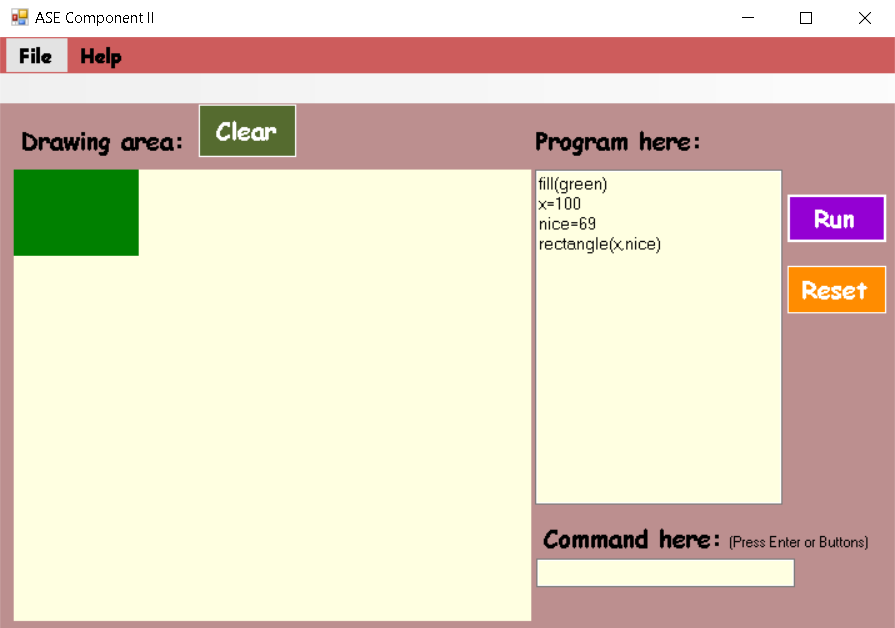 ASE Component II
File Help
Drawing area: Clear
Program here:
fill(green)
x=100
nice=69
rectangle(x,nice)
Run
Reset
Command here: (Press Enter or Buttons)